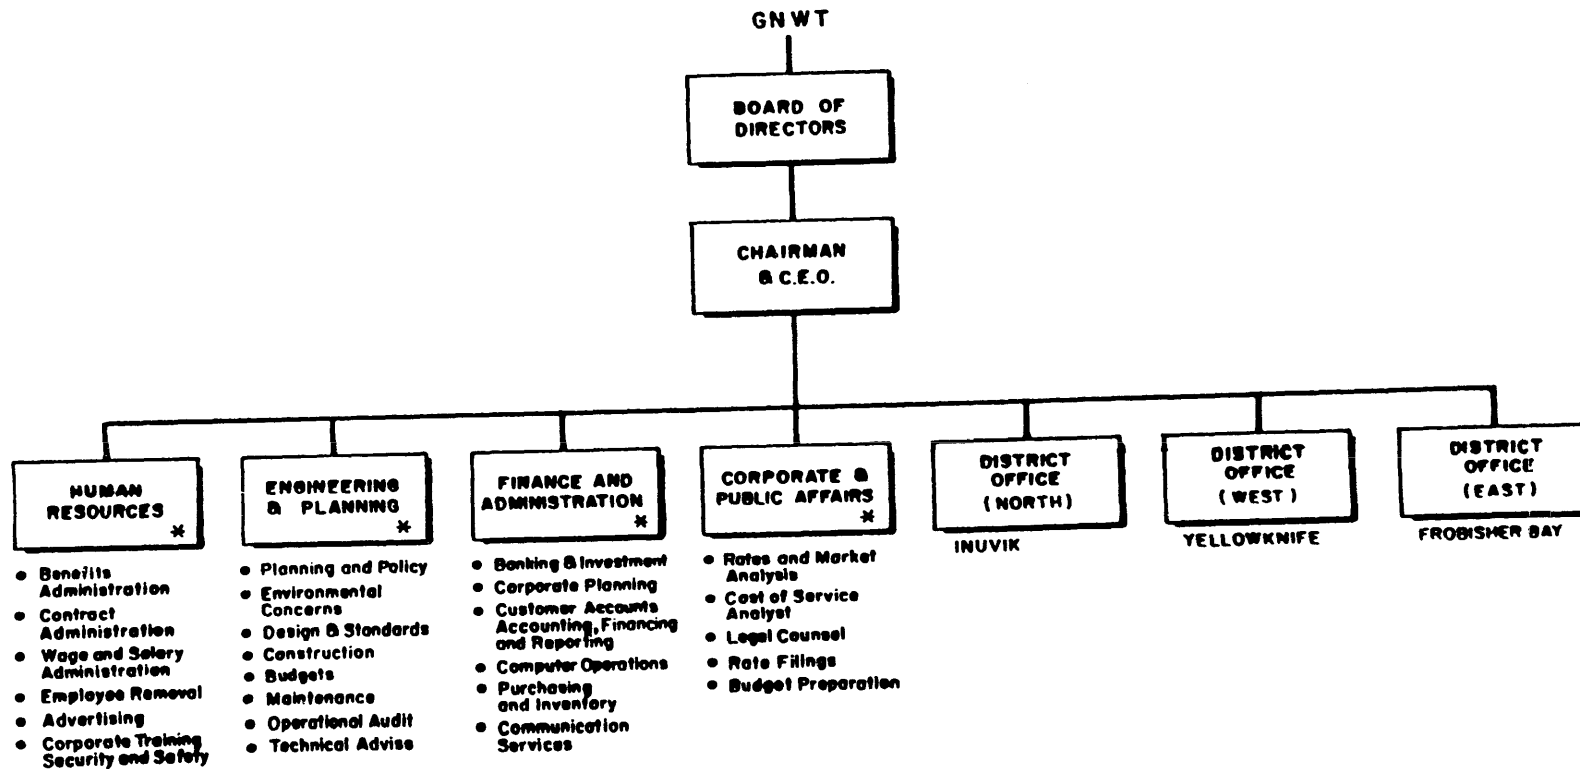 GNWT
BOARD OF
DIRECTORS
CHAIRMAN
& C.E.O.
HUMAN
RESOURCES
*
ENGINEERING
& PLANNING
*
FINANCE AND
ADMINISTRATION
*
CORPORATE &
PUBLIC AFFAIRS
*
DISTRICT
OFFICE
(NORTH)
DISTRICT
OFFICE
(WEST)
DISTRICT
OFFICE
(EAST)
INUVIK
YELLOWKNIFE
FROBISHER BAY
• Benefits
Administration
• Contract
Administration
• Wage and Salary
Administration
• Employee Removal
• Advertising
• Corporate Training
Security and Safety
• Planning and Policy
• Environmental
Concerns
• Design & Standards
• Construction
• Budgets
• Maintenance
• Operational Audit
• Technical Advise
• Banking & Investment
• Corporate Planning
• Customer Accounts
Accounting, Financing
and Reporting
• Computer Operations
• Purchasing
and Inventory
• Communication
Services
• Rates and Market
Analysis
• Cost of Service
Analyst
• Legal Counsel
• Rate Filings
• Budget Preparation